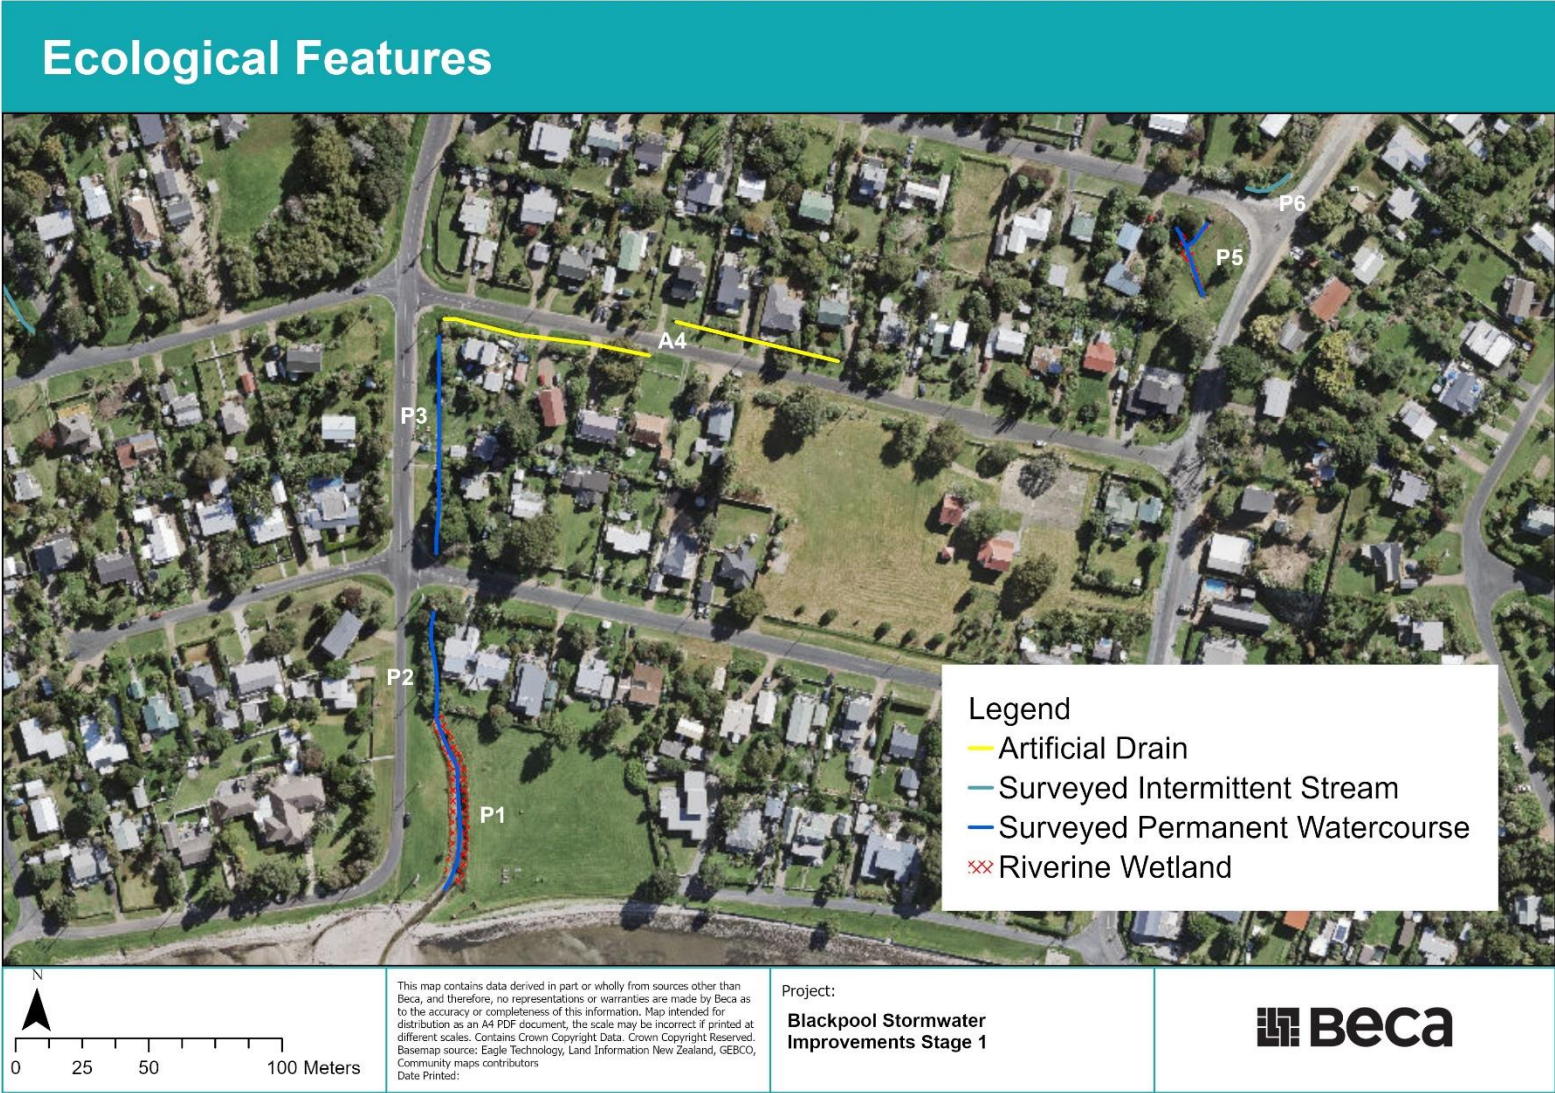 Ecological Features
P6
P5
A4
P3
P2
P1
Legend
Artificial Drain
Surveyed Intermittent Stream
Surveyed Permanent Watercourse
Riverine Wetland
N
0 25 50 100 Meters
This map contains data derived in part or wholly from sources other than
Beca, and therefore, no representations or warranties are made by Beca as
to the accuracy or completeness of this information. Map intended for
distribution as an A4 PDF document, the scale may be incorrect if printed at
different scales. Contains Crown Copyright Data. Crown Copyright Reserved.
Basemap source: Eagle Technology, Land Information New Zealand, GEBCO,
Community maps contributors
Date Printed:
Project:
Blackpool Stormwater
Improvements Stage 1
Beca